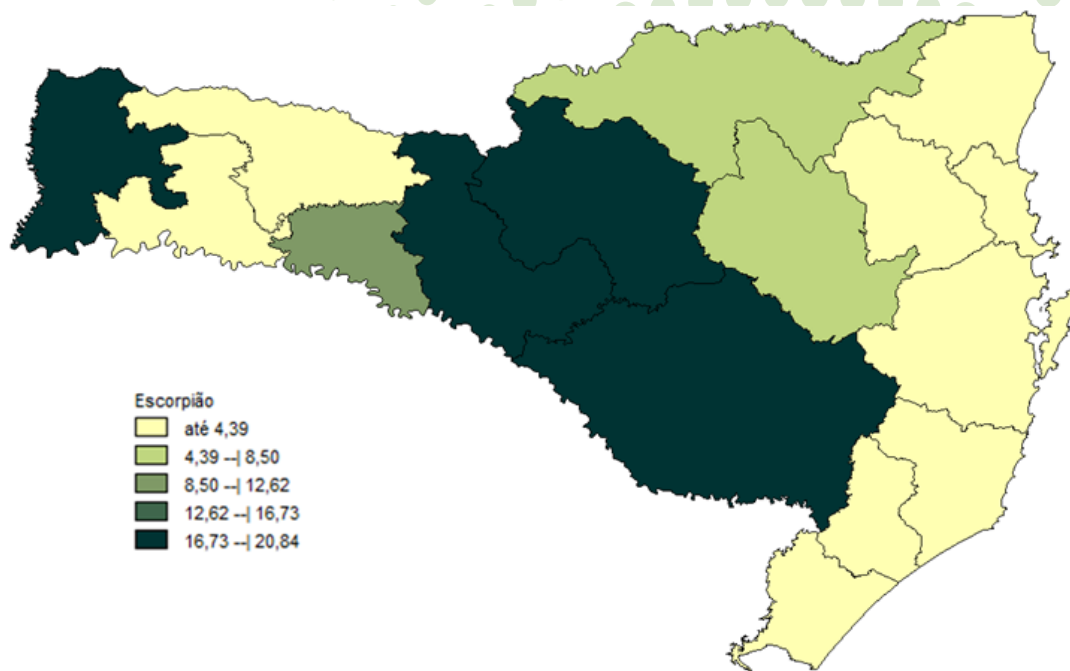 Escorpião
até 4,39
4,39 --| 8,50
8,50 --| 12,62
12,62 --| 16,73
16,73 --| 20,84